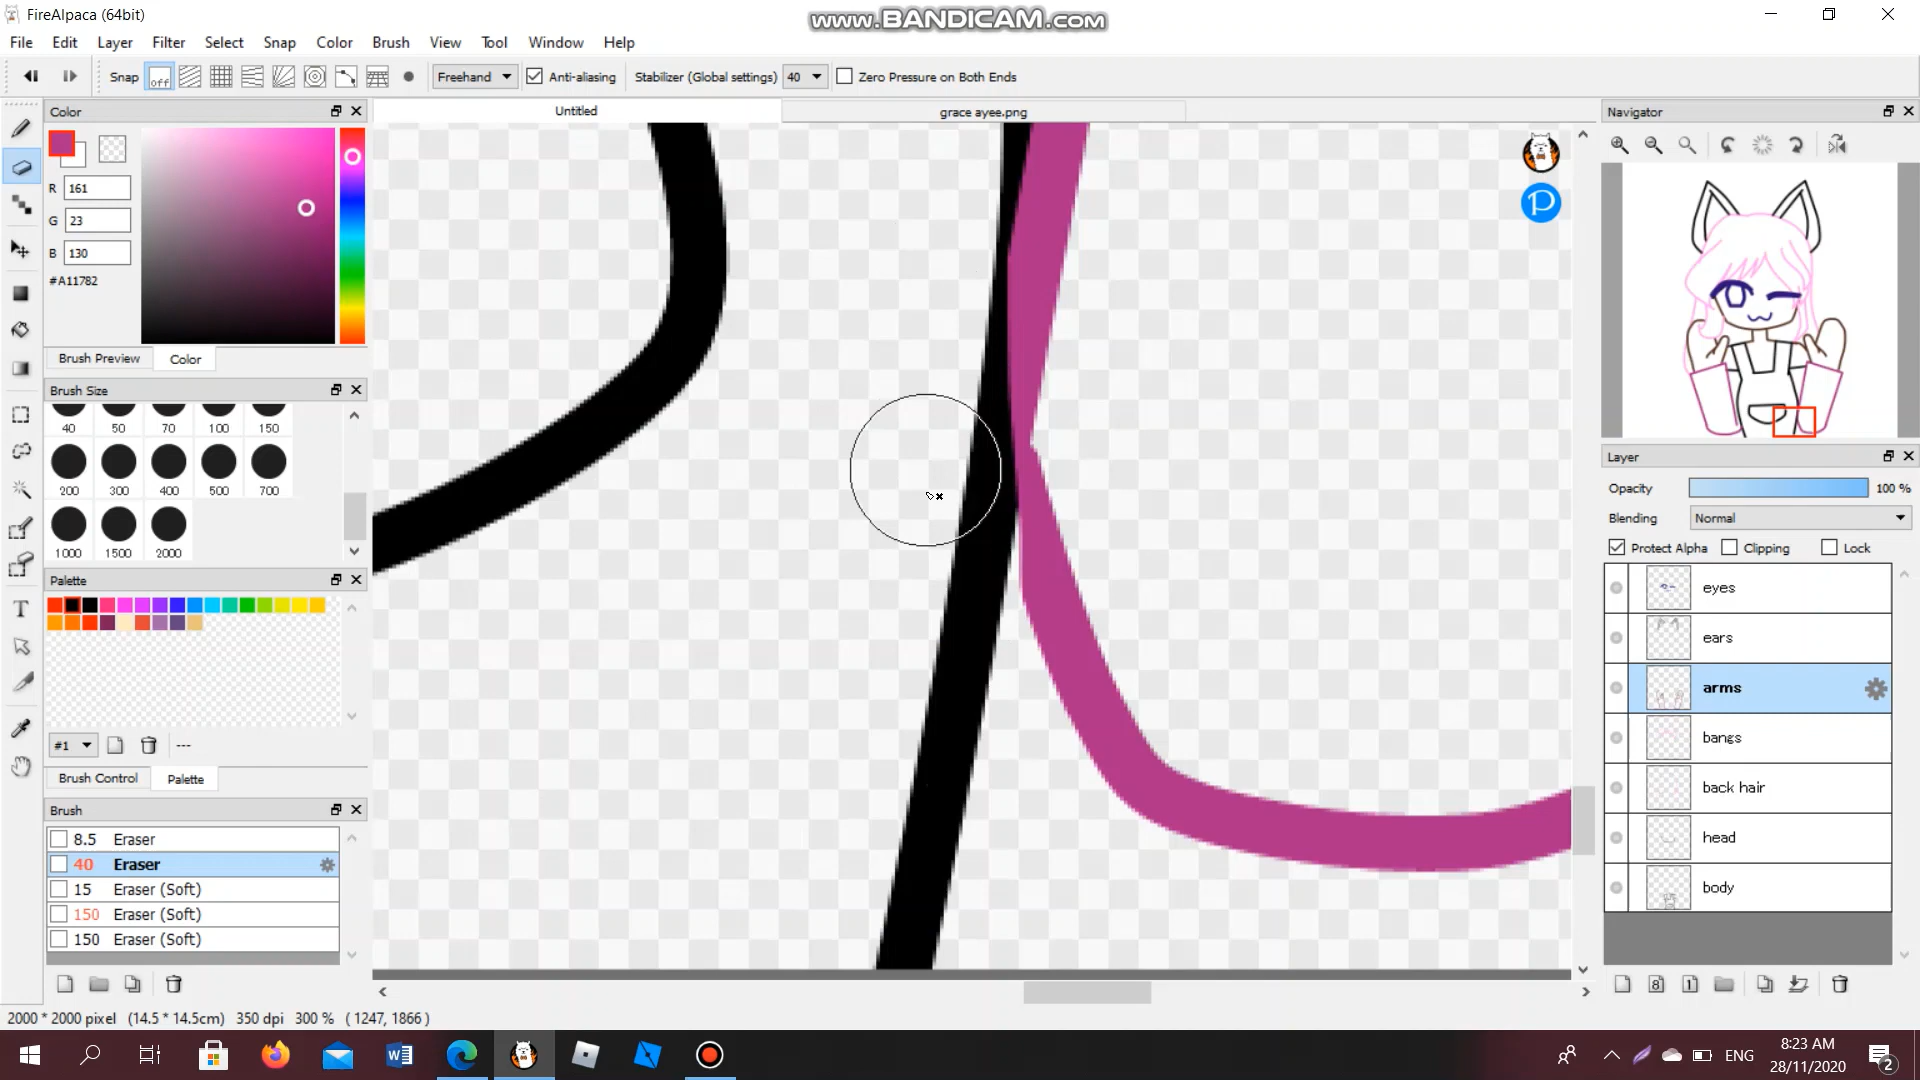 FireAlpaca (64bit)
www.BANDICAM.com
File Edit Layer Filter Select Snap Color Brush View Tool Window Help
Snap off Freehand Anti-aliasing Stabilizer (Global settings) 40 Zero Pressure on Both Ends
Color
Untitled
grace ayee.png
Navigator
R 161
G 23
B 130
#A11782
Brush Preview Color
Brush Size
40 50 70 100 150
200 300 400 500 700
1000 1500 2000
Palette
#1 ---
Brush Control Palette
Brush
8.5 Eraser
40 Eraser
15 Eraser (Soft)
150 Eraser (Soft)
150 Eraser (Soft)
P
Layer
Opacity 100 %
Blending Normal
Protect Alpha Clipping Lock
eyes
ears
arms
bangs
back hair
head
body
8 1
2000 * 2000 pixel (14.5 * 14.5cm) 350 dpi 300 % ( 1247, 1866 )
ENG
8:23 AM
28/11/2020
2